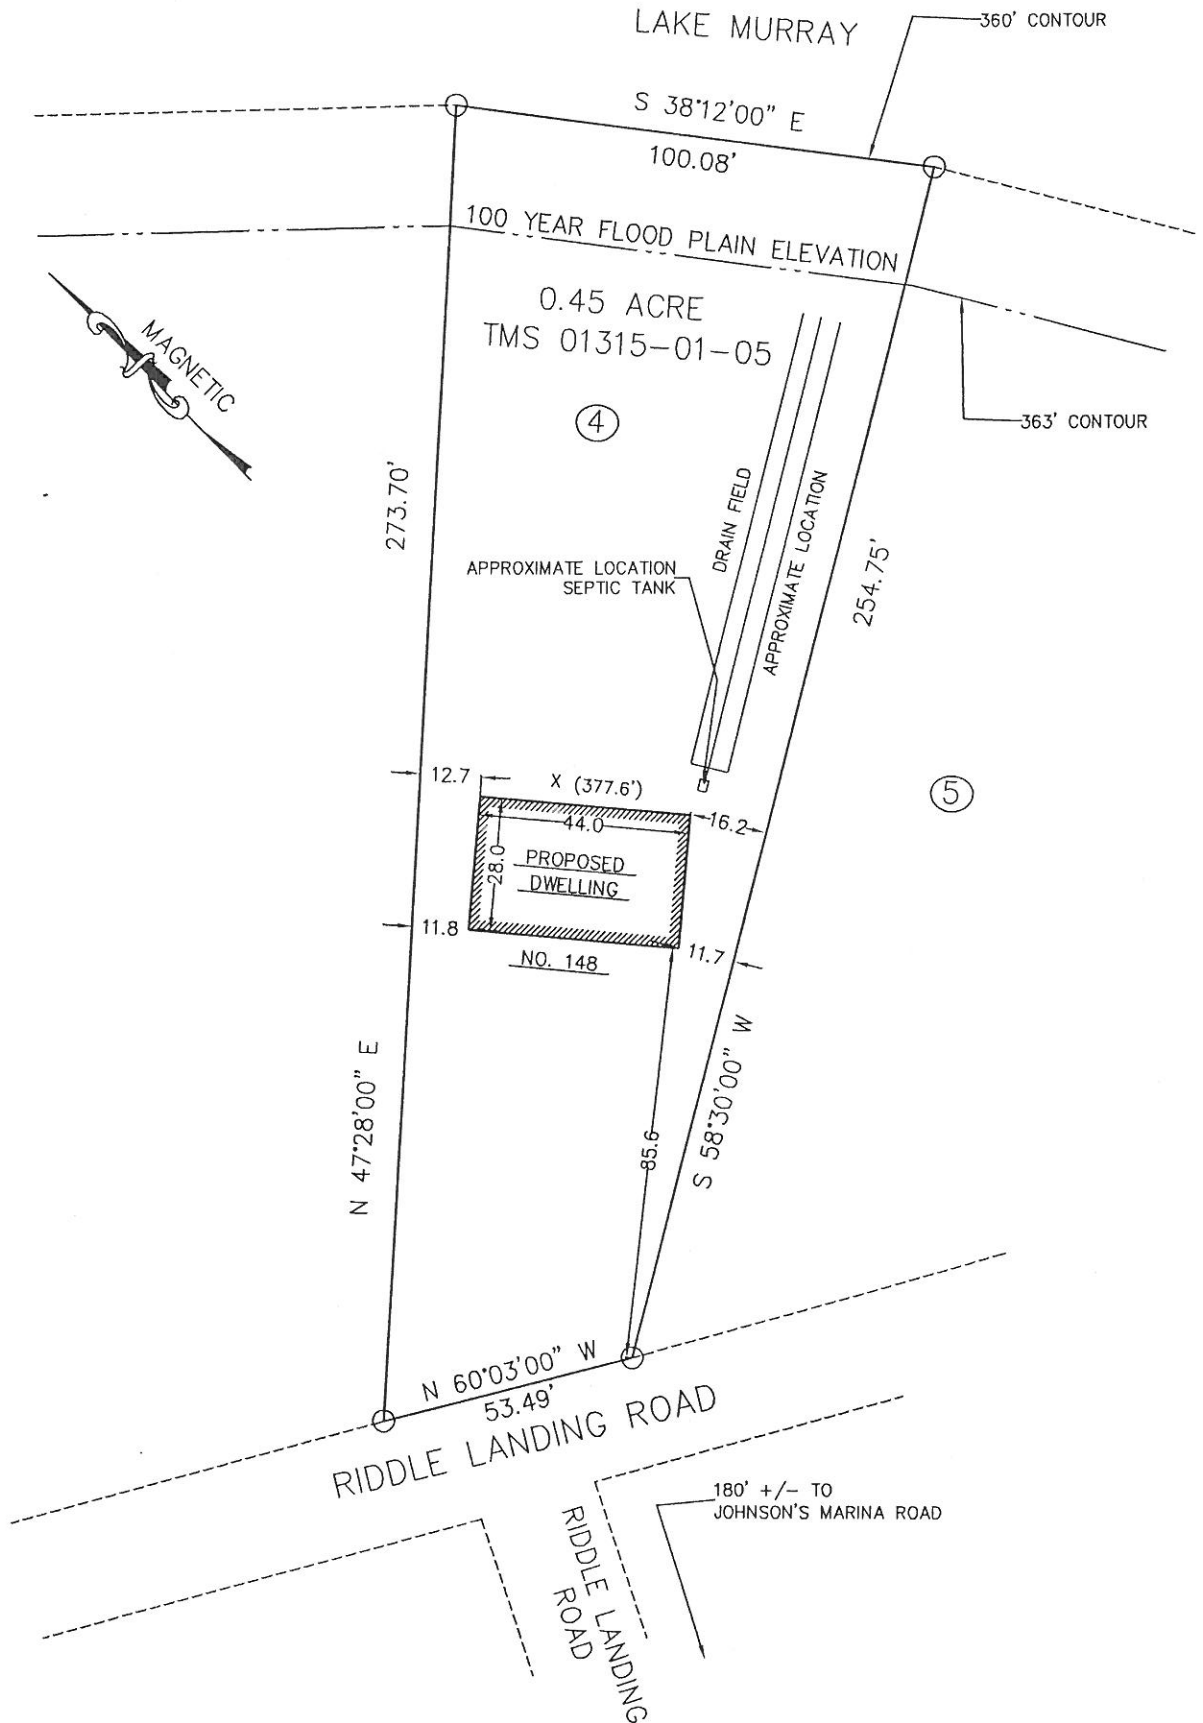 LAKE MURRAY
360' CONTOUR
S 38°12'00" E
100.08'
100 YEAR FLOOD PLAIN ELEVATION
0.45 ACRE
TMS 01315-01-05
MAGNETIC
4
363' CONTOUR
273.70'
DRAIN FIELD
APPROXIMATE LOCATION
254.75'
APPROXIMATE LOCATION
SEPTIC TANK
12.7
X (377.6')
5
44.0
16.2
28.0
PROPOSED
DWELLING
11.8
NO. 148
11.7
N 47°28'00" E
S 58°30'00" W
85.6
N 60°03'00" W
53.49'
RIDDLE LANDING ROAD
180' +/- TO
JOHNSON'S MARINA ROAD
RIDDLE LANDING
ROAD